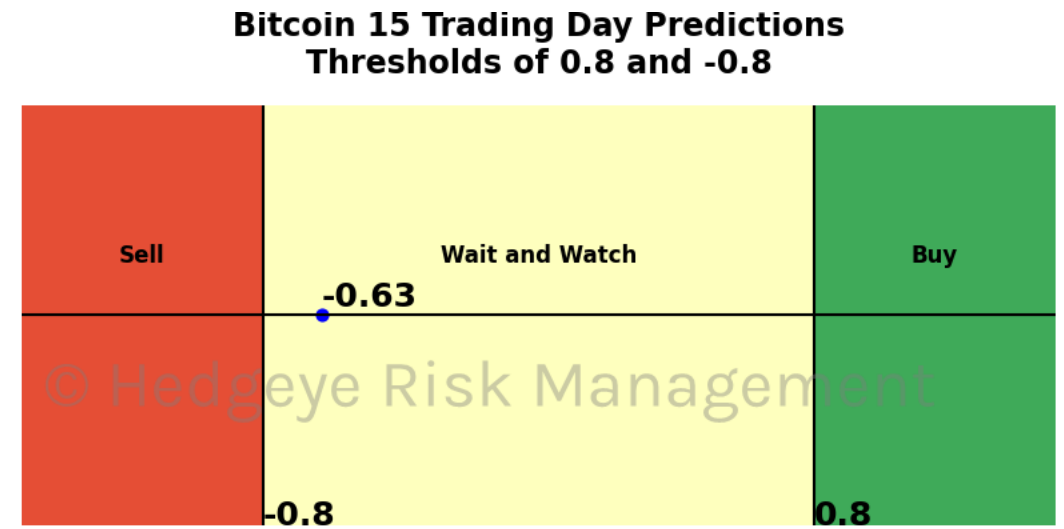 Bitcoin 15 Trading Day Predictions
Thresholds of 0.8 and -0.8
Sell
Wait and Watch
Buy
-0.63
© Hedgeye Risk Management
-0.8
0.8